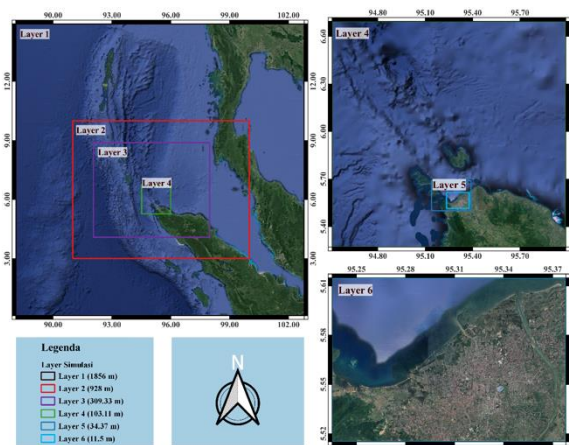 Layer 1
Layer 2
Layer 3
Layer 4
90.00
93.00
96.00
99.00
102.00
12.00
9.00
6.00
3.00
90.00
93.00
96.00
99.00
102.00
94.80
95.10
95.40
95.70
6.60
6.30
6.00
5.70
5.40
Layer 4
Layer 5
94.80
95.10
95.40
95.70
95.25
95.28
95.31
95.34
95.37
5.61
5.58
5.55
5.52
Layer 6
Legenda
Layer Simulasi
Layer 1 (1856 m)
Layer 2 (928 m)
Layer 3 (309.33 m)
Layer 4 (103.11 m)
Layer 5 (34.37 m)
Layer 6 (11.5 m)
N